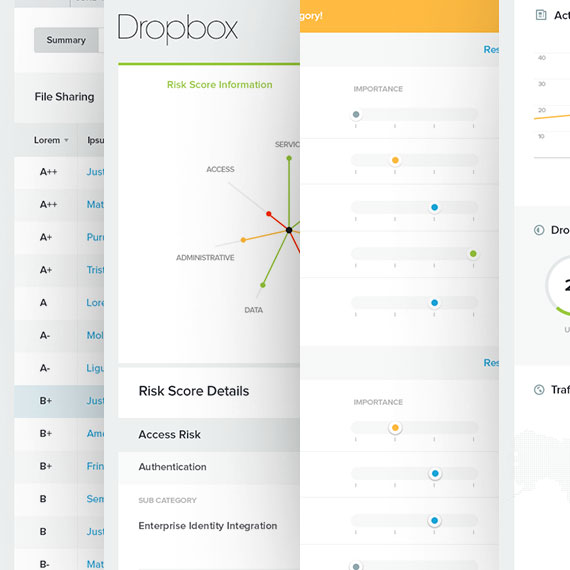 Summary
File Sharing
Lorem Ipsu
A++ Just
A++ Mat
A+ Puru
A+ Trist
A Lore
A- Mol
A- Ligu
B+ Just
B+ Ame
B+ Frin
B Sem
B Just
B- Mat
Dropbox
Risk Score Information
SERVIC
ACCESS
ADMINISTRATIVE
DATA
Risk Score Details
Access Risk
Authentication
SUB CATEGORY
Enterprise Identity Integration
gory!
Res
IMPORTANCE
Res
IMPORTANCE
Act
40
30
20
10
Dro
2
U
Traf